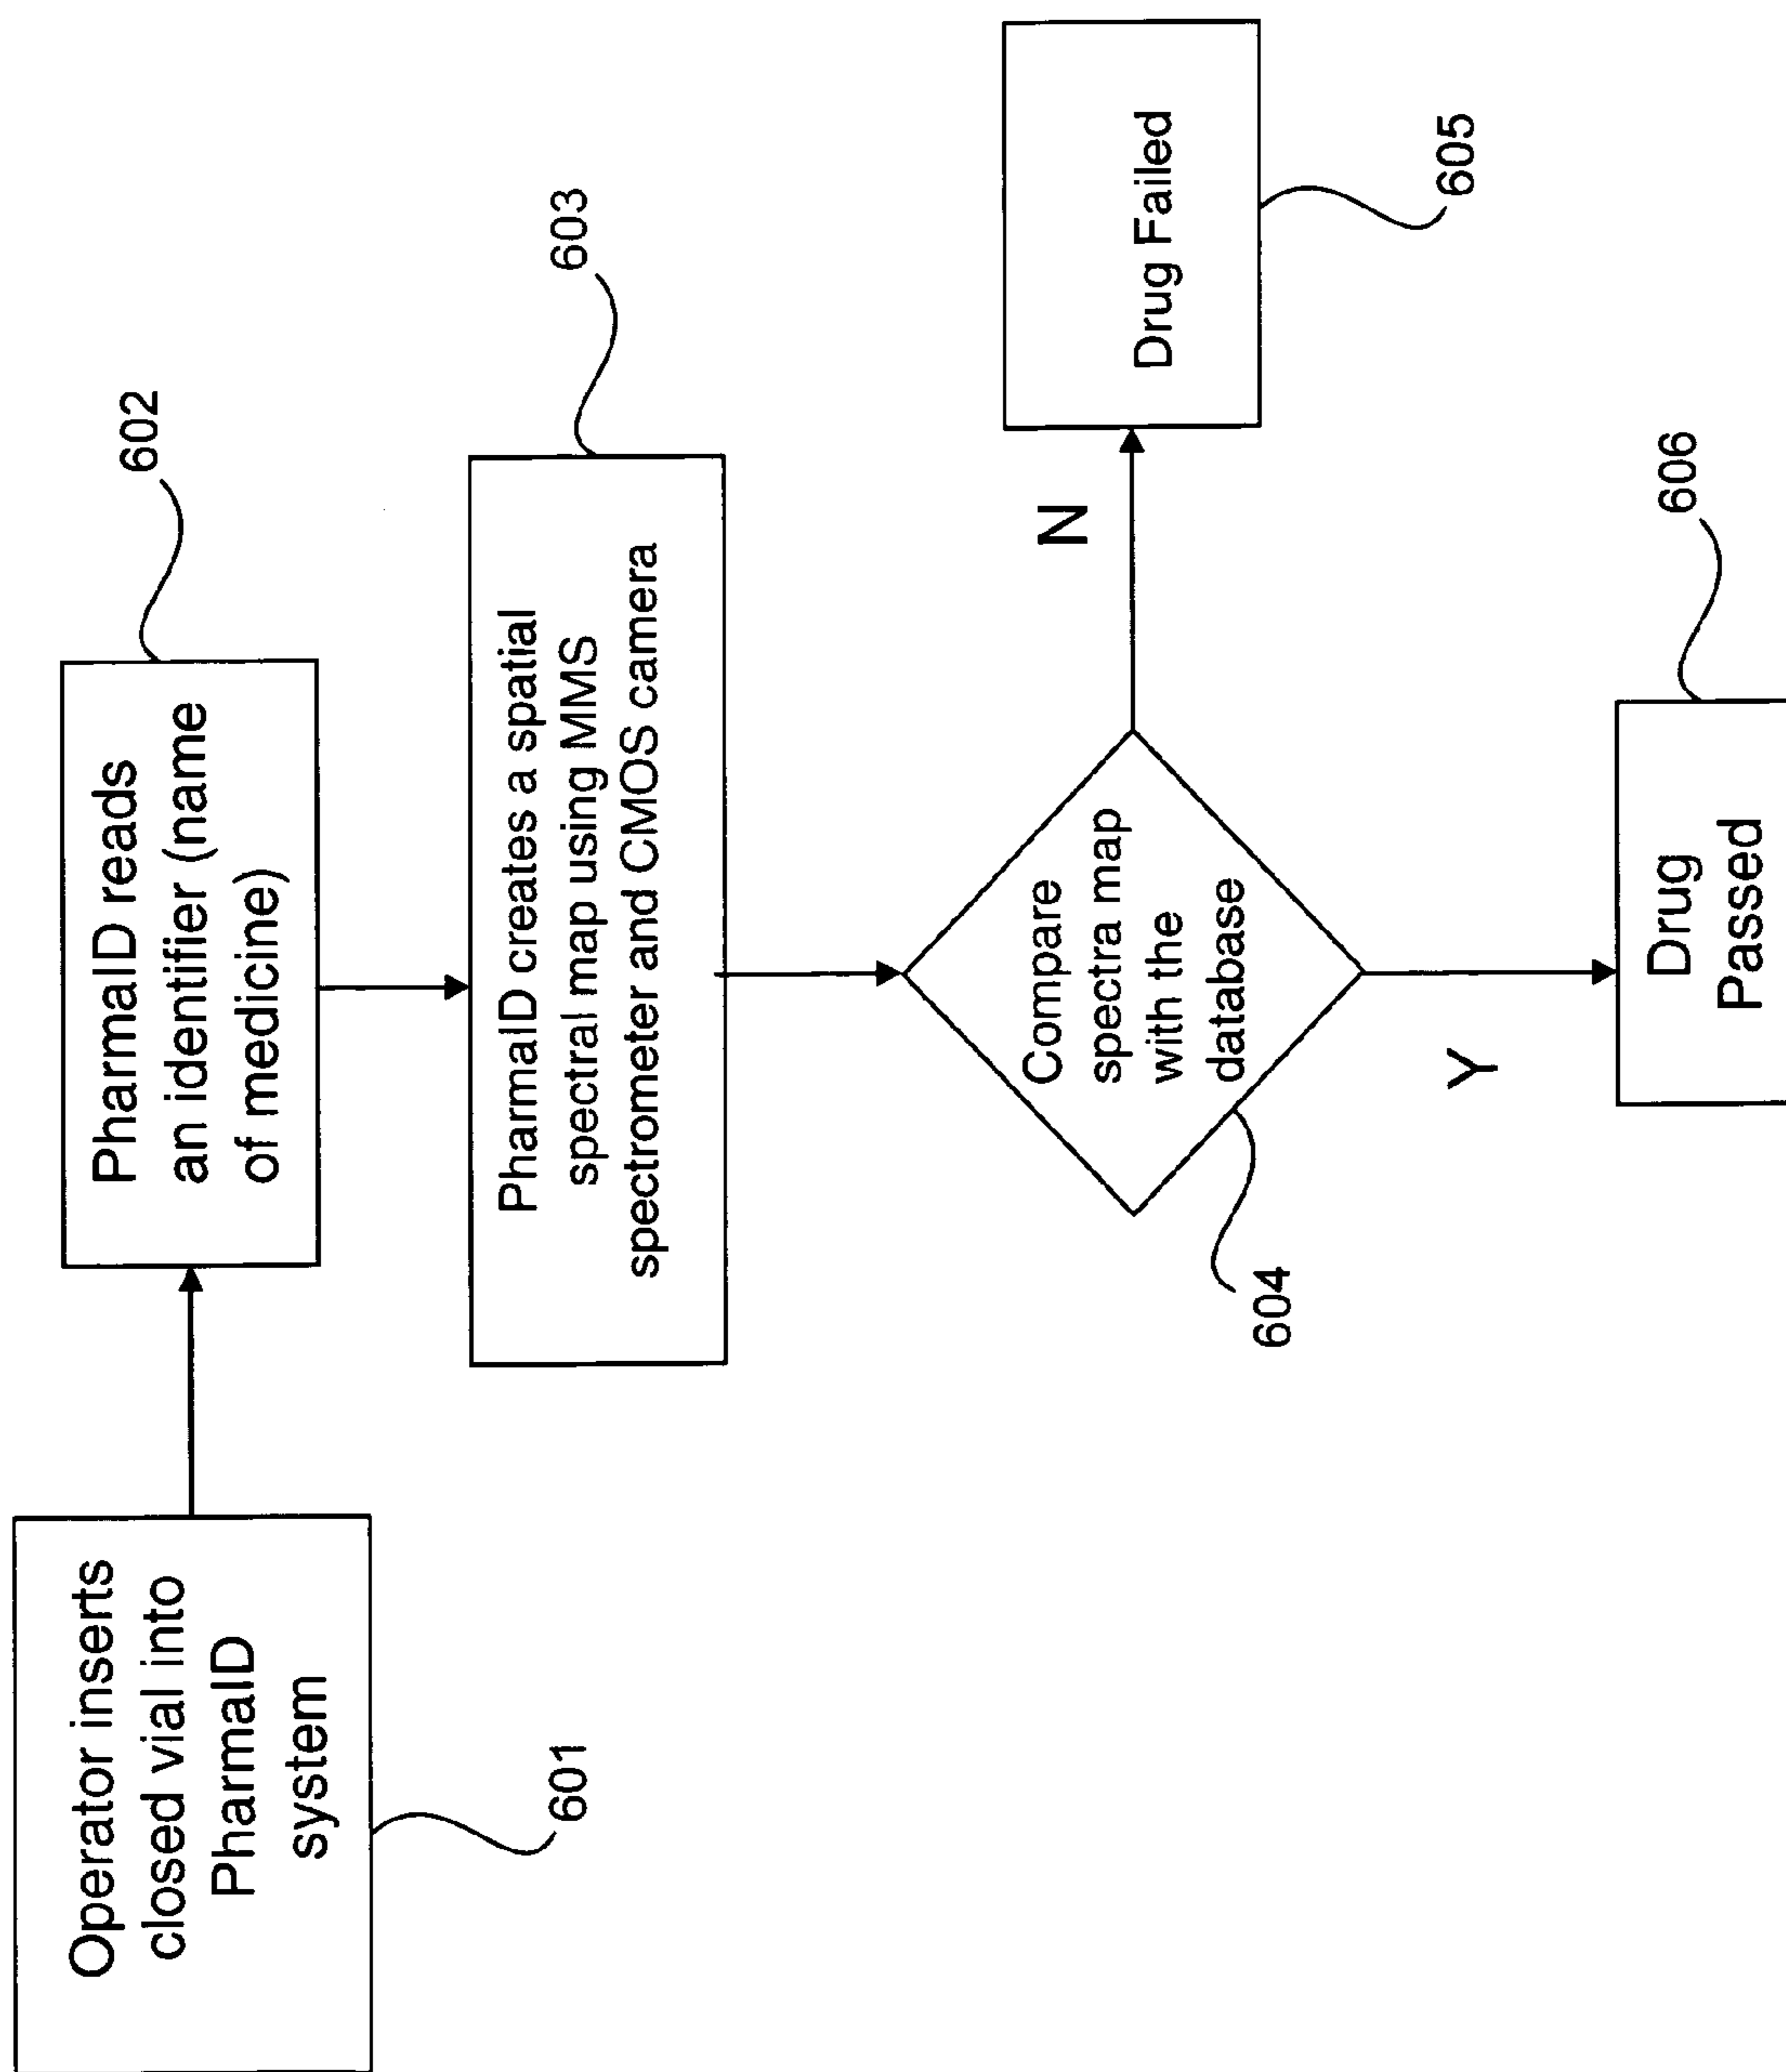 Operator inserts
closed vial into
PharmaID
system
601
PharmaID reads
an identifier (name
of medicine)
602
PharmaID creates a spatial
spectral map using MMS
spectrometer and CMOS camera
603
Compare
spectra map
with the
database
604
N
Drug Failed
605
Y
Drug
Passed
606